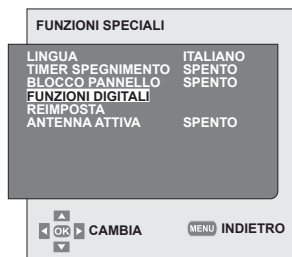 FUNZIONI SPECIALI
LINGUA ITALIANO
TIMER SPEGNIMENTO SPENTO
BLOCCO PANNELLO SPENTO
FUNZIONI DIGITALI
REIMPOSTA
ANTENNA ATTIVA SPENTO
OK CAMBIA MENU INDIETRO